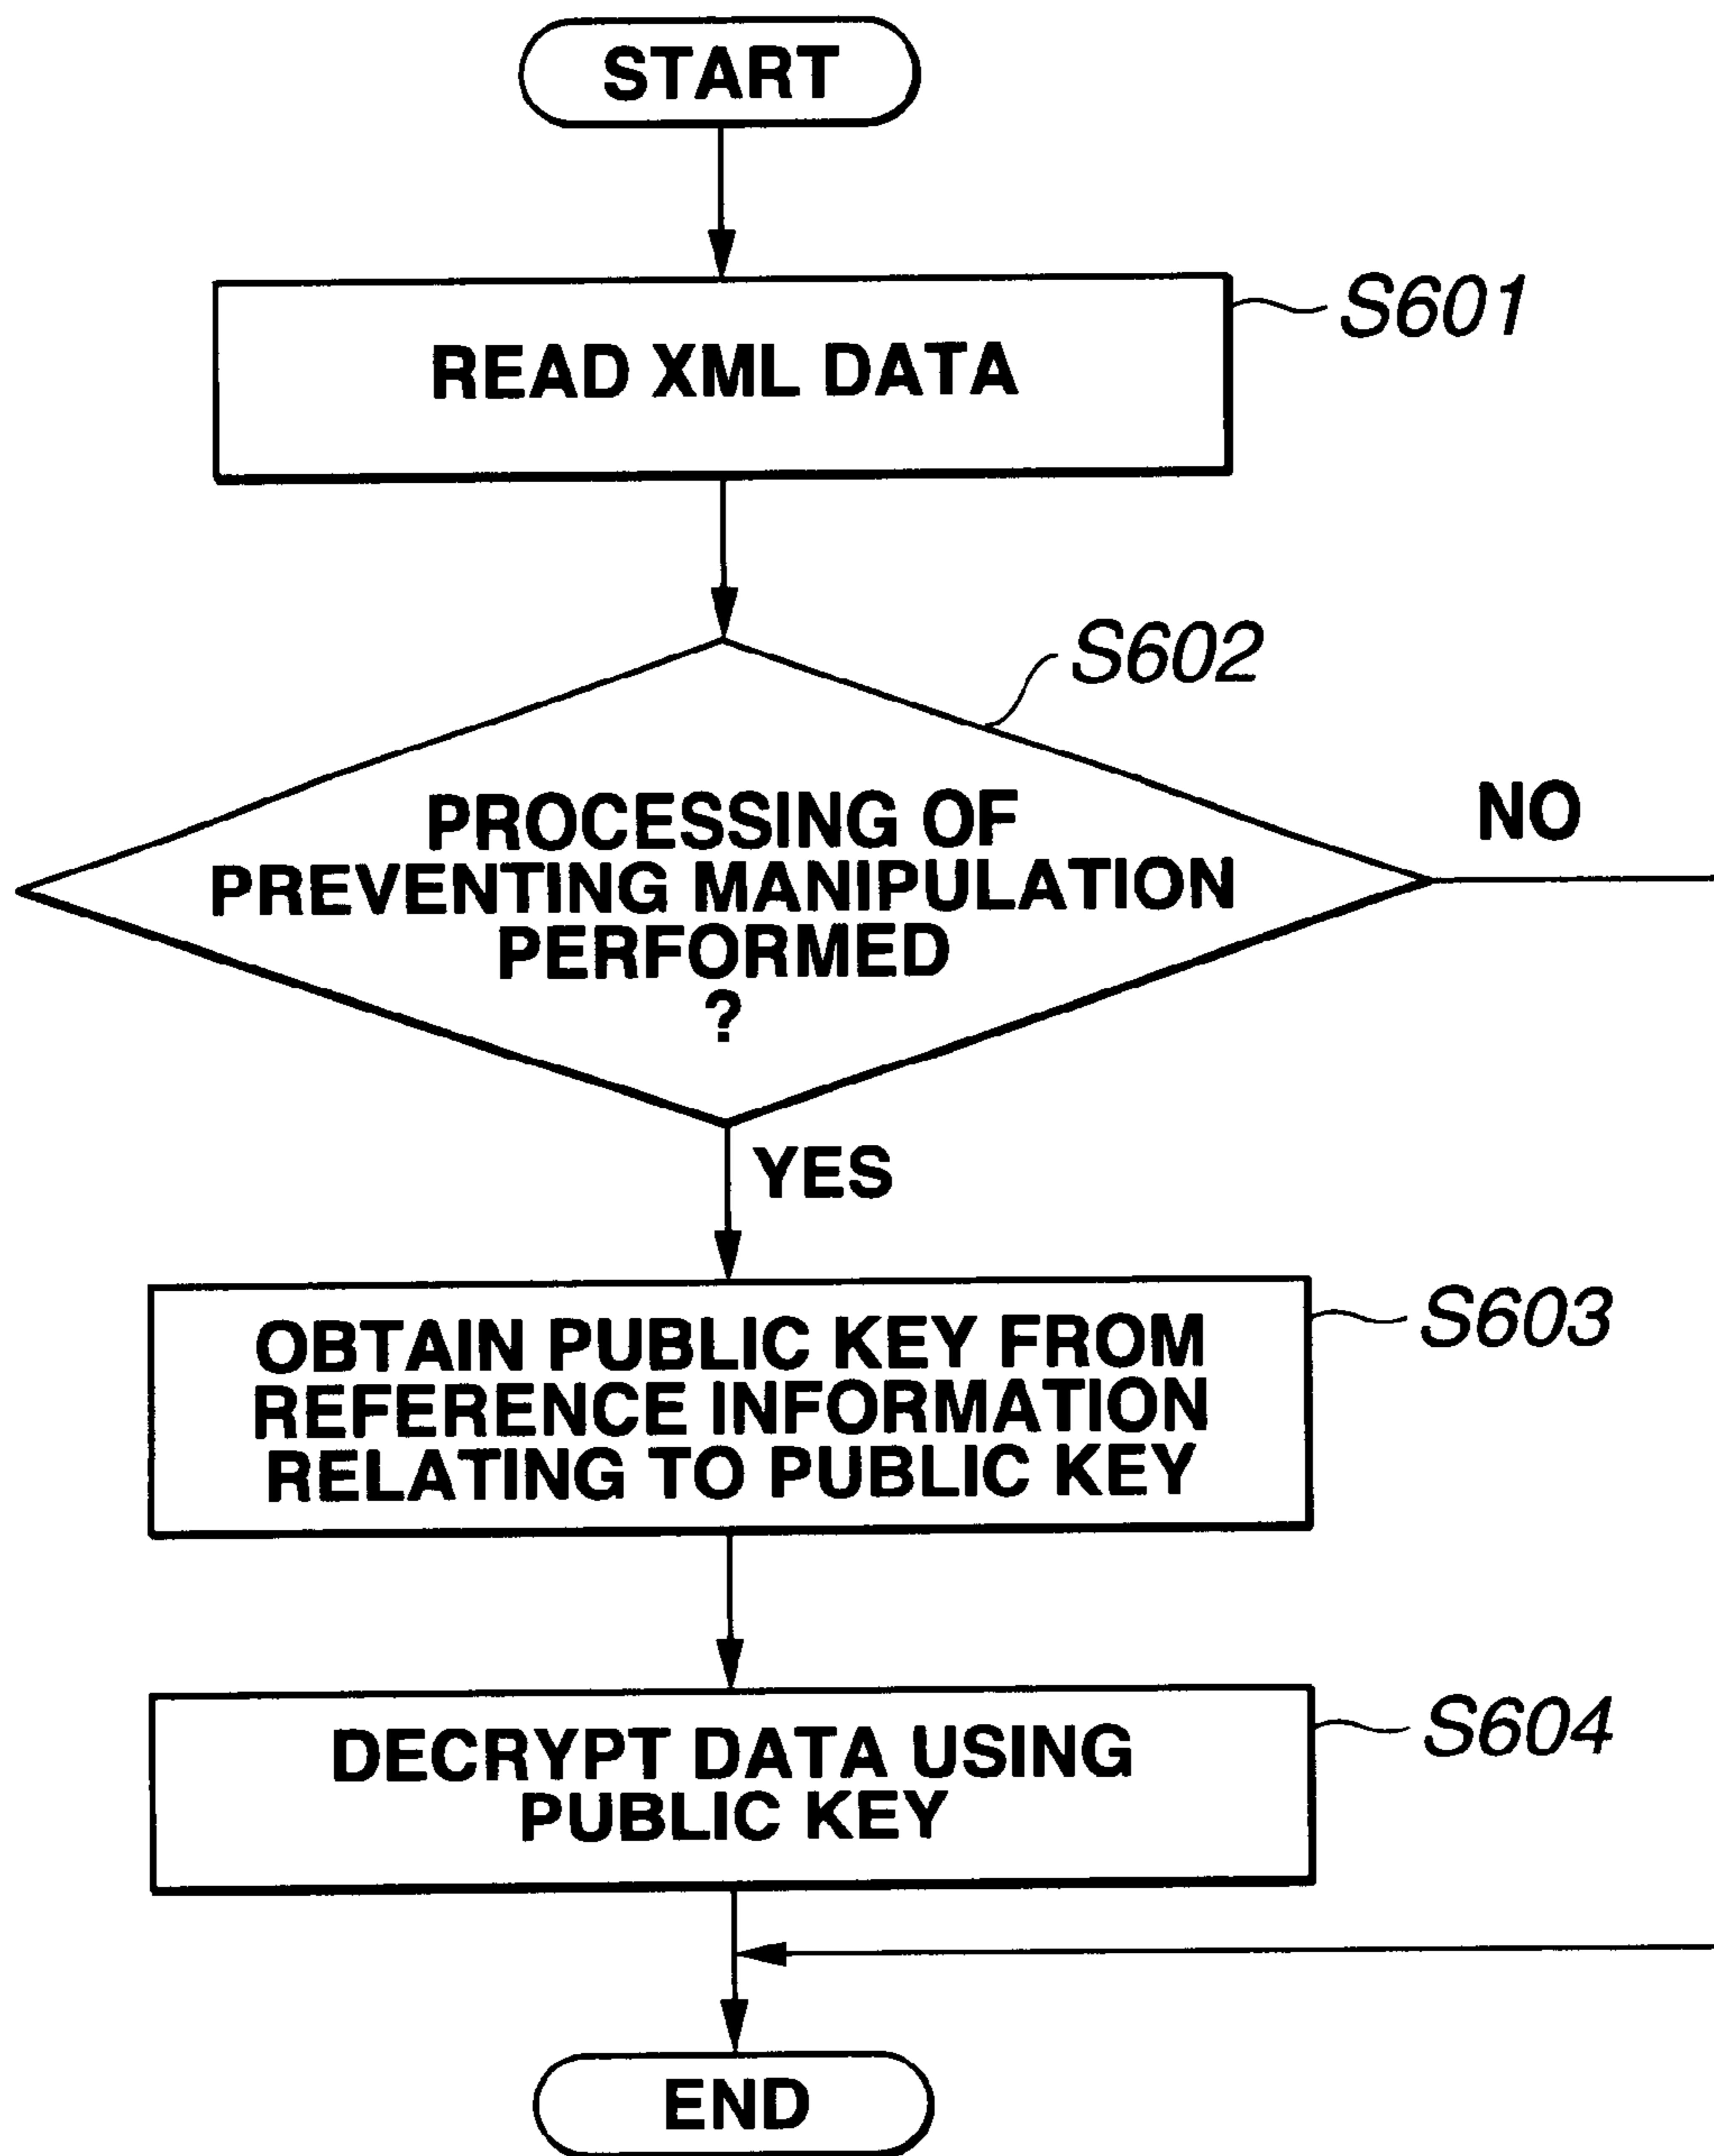 START
READ XML DATA
S601
S602
PROCESSING OF
PREVENTING MANIPULATION
PERFORMED
?
NO
YES
OBTAIN PUBLIC KEY FROM
REFERENCE INFORMATION
RELATING TO PUBLIC KEY
S603
DECRYPT DATA USING
PUBLIC KEY
S604
END